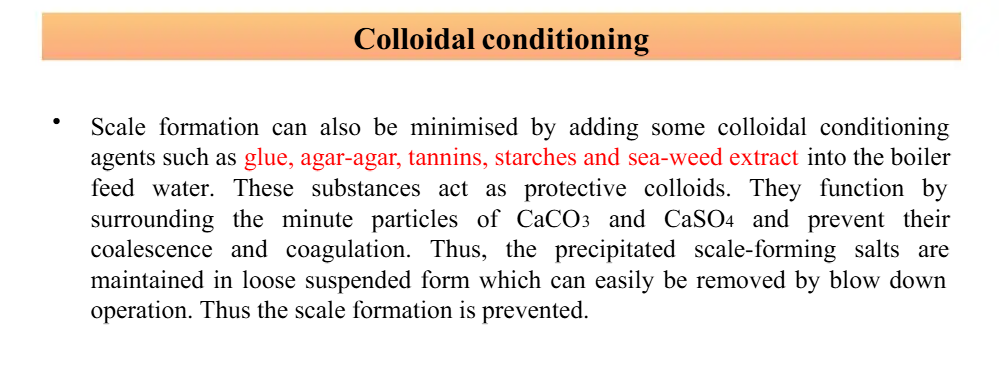 Colloidal conditioning
• Scale formation can also be minimised by adding some colloidal conditioning
agents such as glue, agar-agar, tannins, starches and sea-weed extract into the boiler
feed water. These substances act as protective colloids. They function by
surrounding the minute particles of CaCO3 and CaSO4 and prevent their
coalescence and coagulation. Thus, the precipitated scale-forming salts are
maintained in loose suspended form which can easily be removed by blow down
operation. Thus the scale formation is prevented.